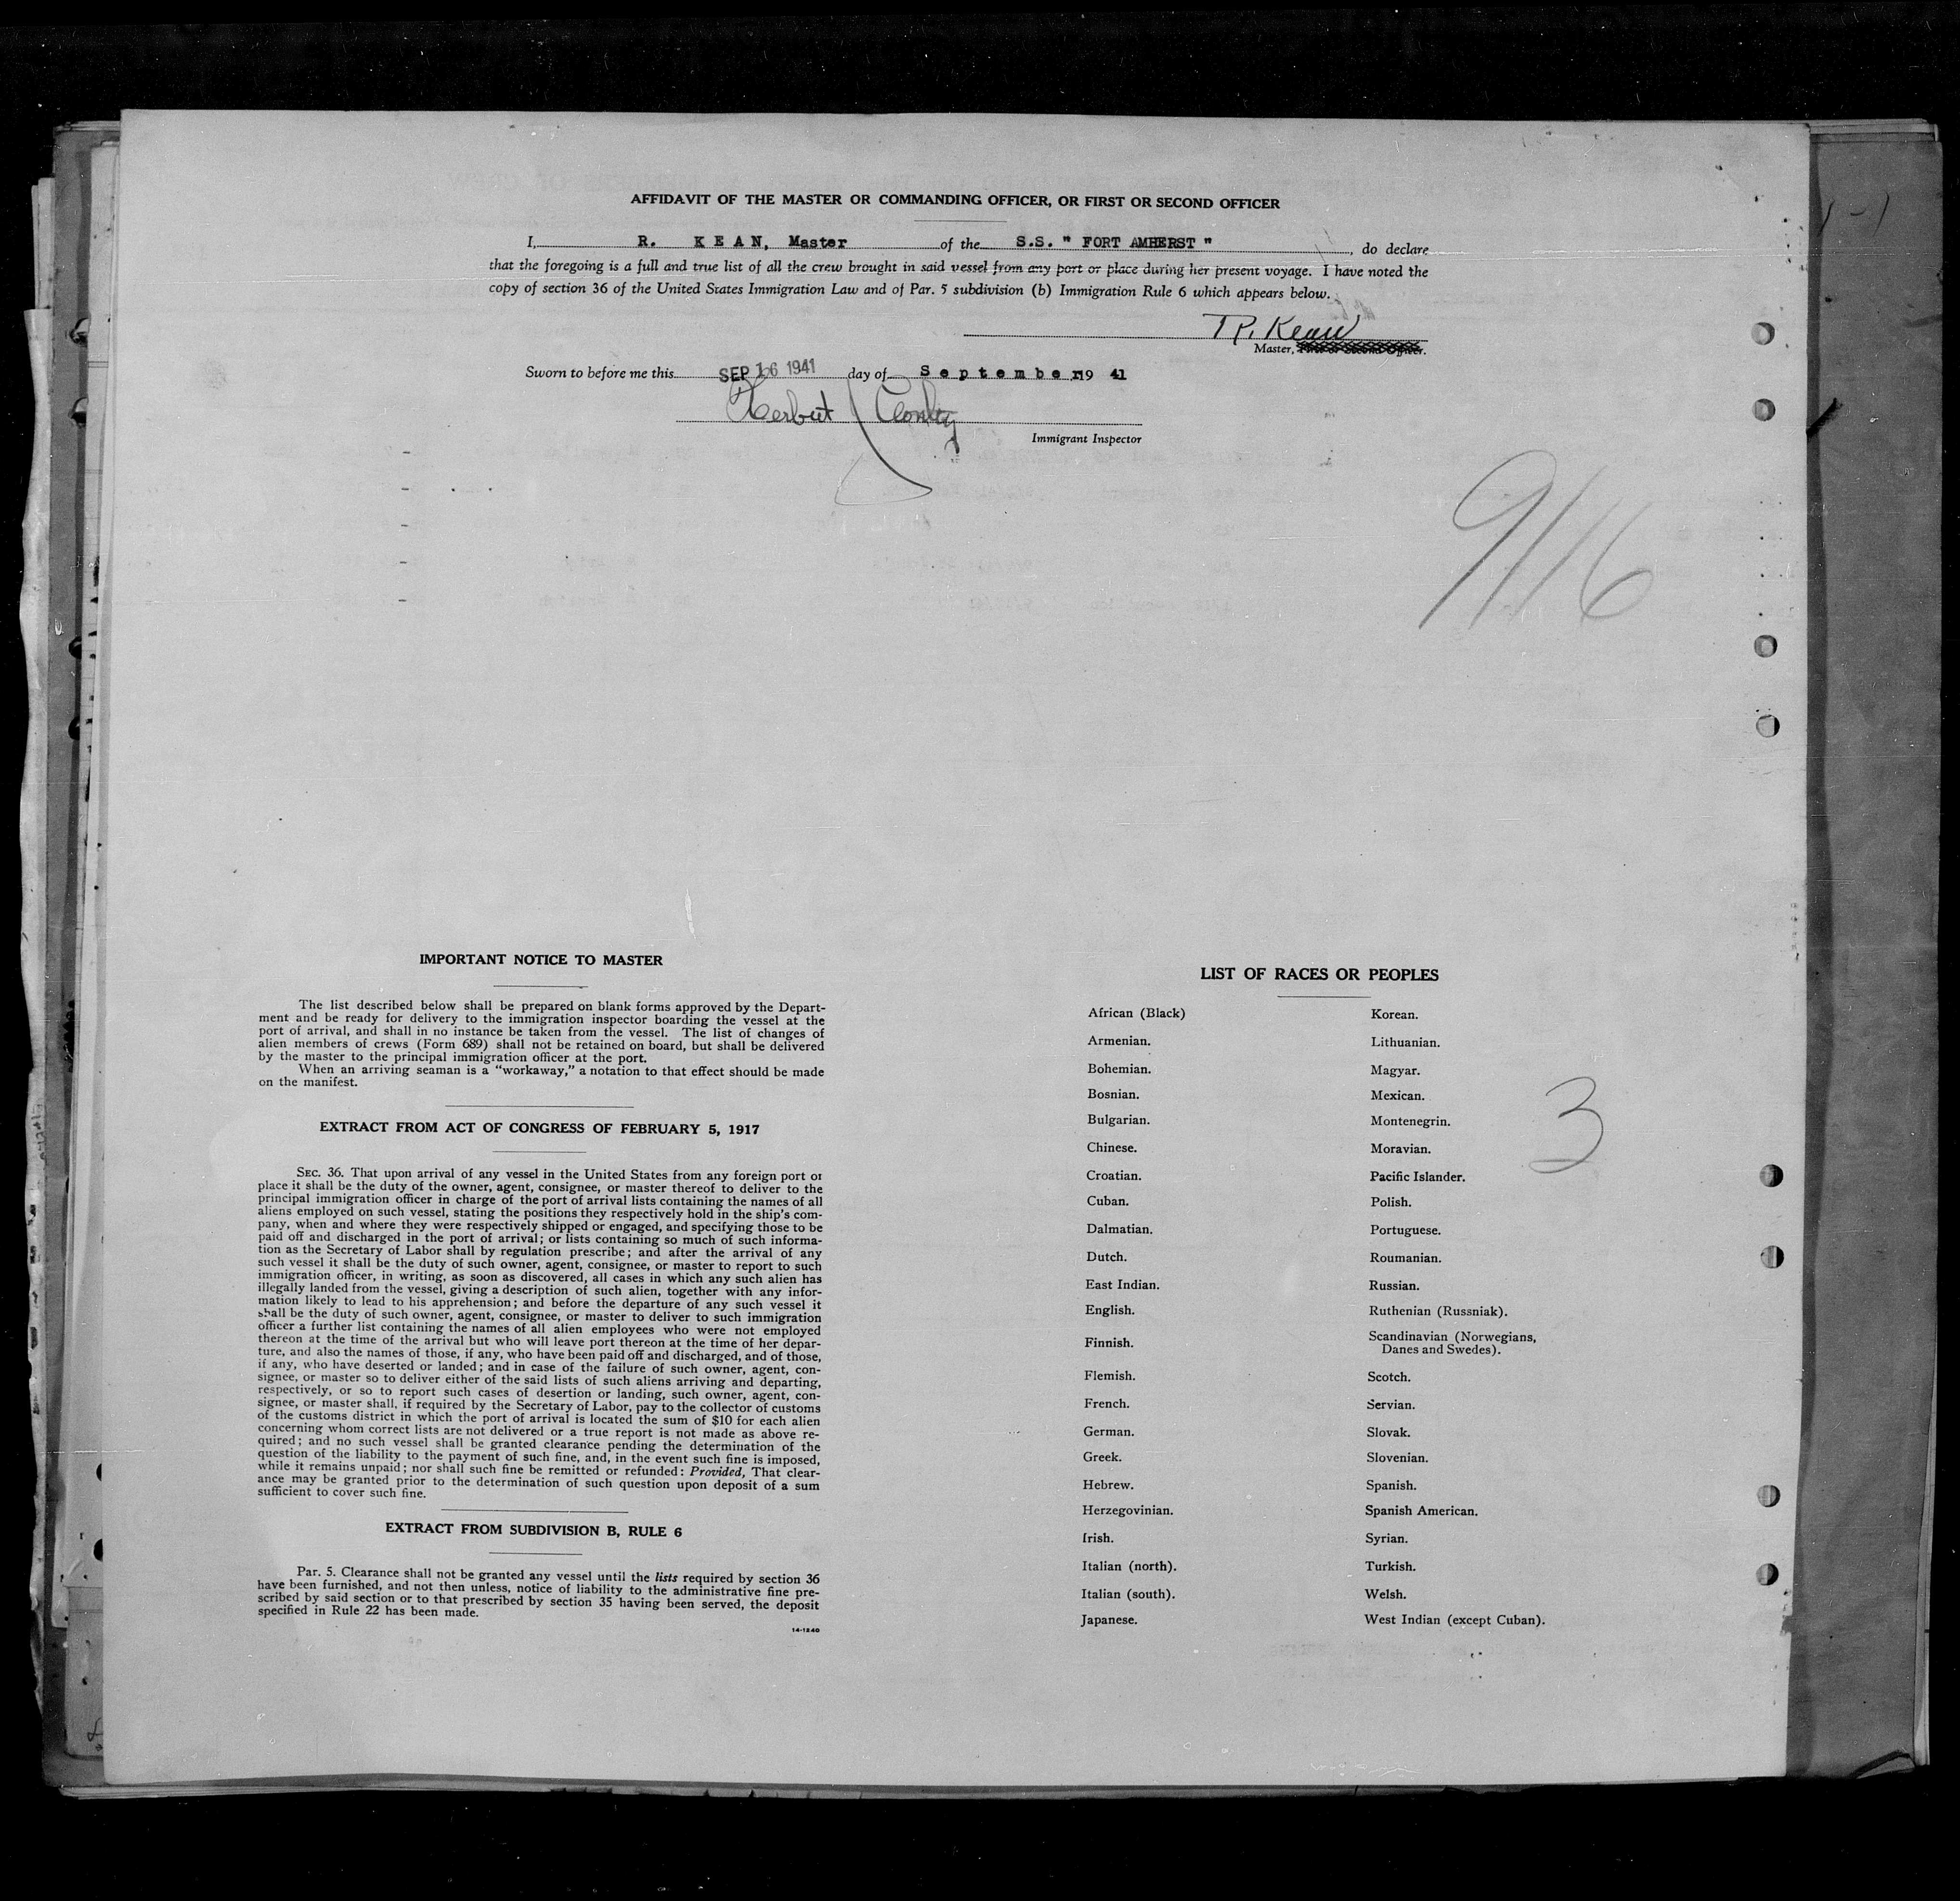 AFFIDAVIT OF THE MASTER OR COMMANDING OFFICER, OR FIRST OR SECOND OFFICER
I, R. KEAN, Master of the S.S. " FORT AMHERST ", do declare
that the foregoing is a full and true list of all the crew brought in said vessel from any port or place during her present voyage. I have noted the
copy of section 36 of the United States Immigration Law and of Par. 5 subdivision (b) Immigration Rule 6 which appears below.
R. Kean
Master, First or Second Officer.
Sworn to before me this SEP 16 1941 day of September 19 41
Herbert
Immigrant Inspector
9/16
IMPORTANT NOTICE TO MASTER
The list described below shall be prepared on blank forms approved by the Depart-
ment and be ready for delivery to the immigration inspector boarding the vessel at the
port of arrival, and shall in no instance be taken from the vessel. The list of changes of
alien members of crews (Form 689) shall not be retained on board, but shall be delivered
by the master to the principal immigration officer at the port.
When an arriving seaman is a "workaway," a notation to that effect should be made
on the manifest.
EXTRACT FROM ACT OF CONGRESS OF FEBRUARY 5, 1917
SEC. 36. That upon arrival of any vessel in the United States from any foreign port or
place it shall be the duty of the owner, agent, consignee, or master thereof to deliver to the
principal immigration officer in charge of the port of arrival lists containing the names of all
aliens employed on such vessel, stating the positions they respectively hold in the ship's com-
pany, when and where they were respectively shipped or engaged, and specifying those to be
paid off and discharged in the port of arrival; or lists containing so much of such informa-
tion as the Secretary of Labor shall by regulation prescribe; and after the arrival of any
such vessel it shall be the duty of such owner, agent, consignee, or master to report to such
immigration officer, in writing, as soon as discovered, all cases in which any such alien has
illegally landed from the vessel, giving a description of such alien, together with any infor-
mation likely to lead to his apprehension; and before the departure of any such vessel it
shall be the duty of such owner, agent, consignee, or master to deliver to such immigration
officer a further list containing the names of all alien employees who were not employed
thereon at the time of the arrival but who will leave port thereon at the time of her depar-
ture, and also the names of those, if any, who have been paid off and discharged, and of those,
if any, who have deserted or landed; and in case of the failure of such owner, agent, con-
signee, or master so to deliver either of the said lists of such aliens arriving and departing,
respectively, or so to report such cases of desertion or landing, such owner, agent, con-
signee, or master shall, if required by the Secretary of Labor, pay to the collector of customs
of the customs district in which the port of arrival is located the sum of $10 for each alien
concerning whom correct lists are not delivered or a true report is not made as above re-
quired; and no such vessel shall be granted clearance pending the determination of the
question of the liability to the payment of such fine, and, in the event such fine is imposed,
while it remains unpaid; nor shall such fine be remitted or refunded: Provided, That clear-
ance may be granted prior to the determination of such question upon deposit of a sum
sufficient to cover such fine.
EXTRACT FROM SUBDIVISION B, RULE 6
Par. 5. Clearance shall not be granted any vessel until the lists required by section 36
have been furnished, and not then unless, notice of liability to the administrative fine pre-
scribed by said section or to that prescribed by section 35 having been served, the deposit
specified in Rule 22 has been made.
14-1240
LIST OF RACES OR PEOPLES
African (Black)
Armenian.
Bohemian.
Bosnian.
Bulgarian.
Chinese.
Croatian.
Cuban.
Dalmatian.
Dutch.
East Indian.
English.
Finnish.
Flemish.
French.
German.
Greek.
Hebrew.
Herzegovinian.
Irish.
Italian (north).
Italian (south).
Japanese.
Korean.
Lithuanian.
Magyar.
Mexican.
Montenegrin.
Moravian.
Pacific Islander.
Polish.
Portuguese.
Roumanian.
Russian.
Ruthenian (Russniak).
Scandinavian (Norwegians,
Danes and Swedes).
Scotch.
Servian.
Slovak.
Slovenian.
Spanish.
Spanish American.
Syrian.
Turkish.
Welsh.
West Indian (except Cuban).
3